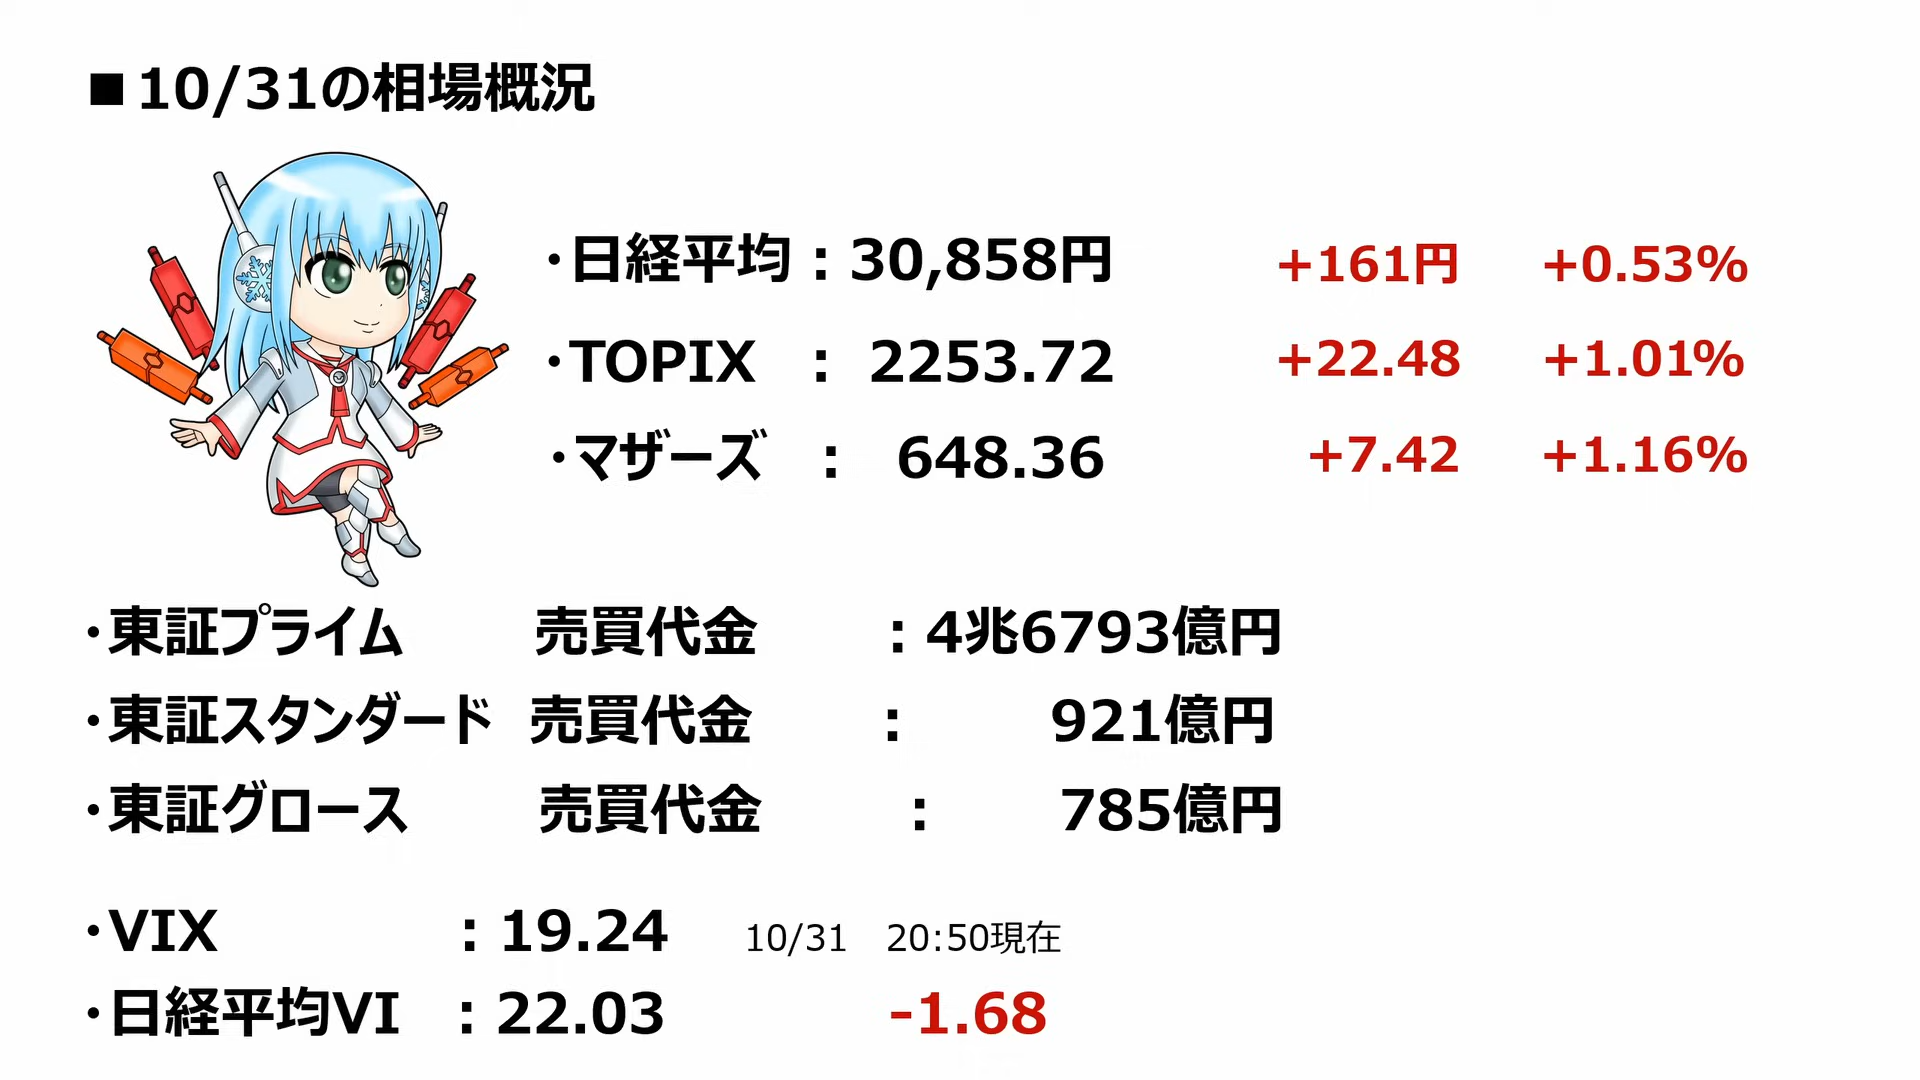 ■10/31の相場概況
・日経平均：30,858円 +161円 +0.53%
・TOPIX ： 2253.72 +22.48 +1.01%
・マザーズ ： 648.36 +7.42 +1.16%
・東証プライム 売買代金 ：4兆6793億円
・東証スタンダード 売買代金 ： 921億円
・東証グロース 売買代金 ： 785億円
・VIX ：19.24 10/31 20:50現在
・日経平均VI ：22.03 -1.68